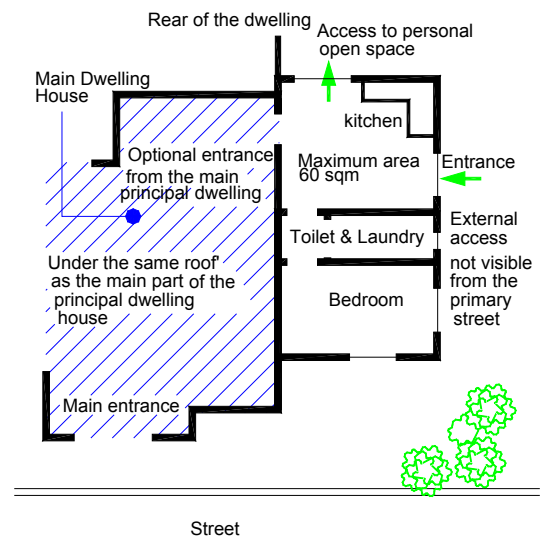 Rear of the dwelling
Access to personal
open space
Main Dwelling
House
kitchen
Optional entrance
from the main
principal dwelling
Maximum area
60 sqm
Entrance
Toilet & Laundry
External
access
not visible
from the
primary
street
Under the same roof'
as the main part of the
principal dwelling
house
Bedroom
Main entrance
Street